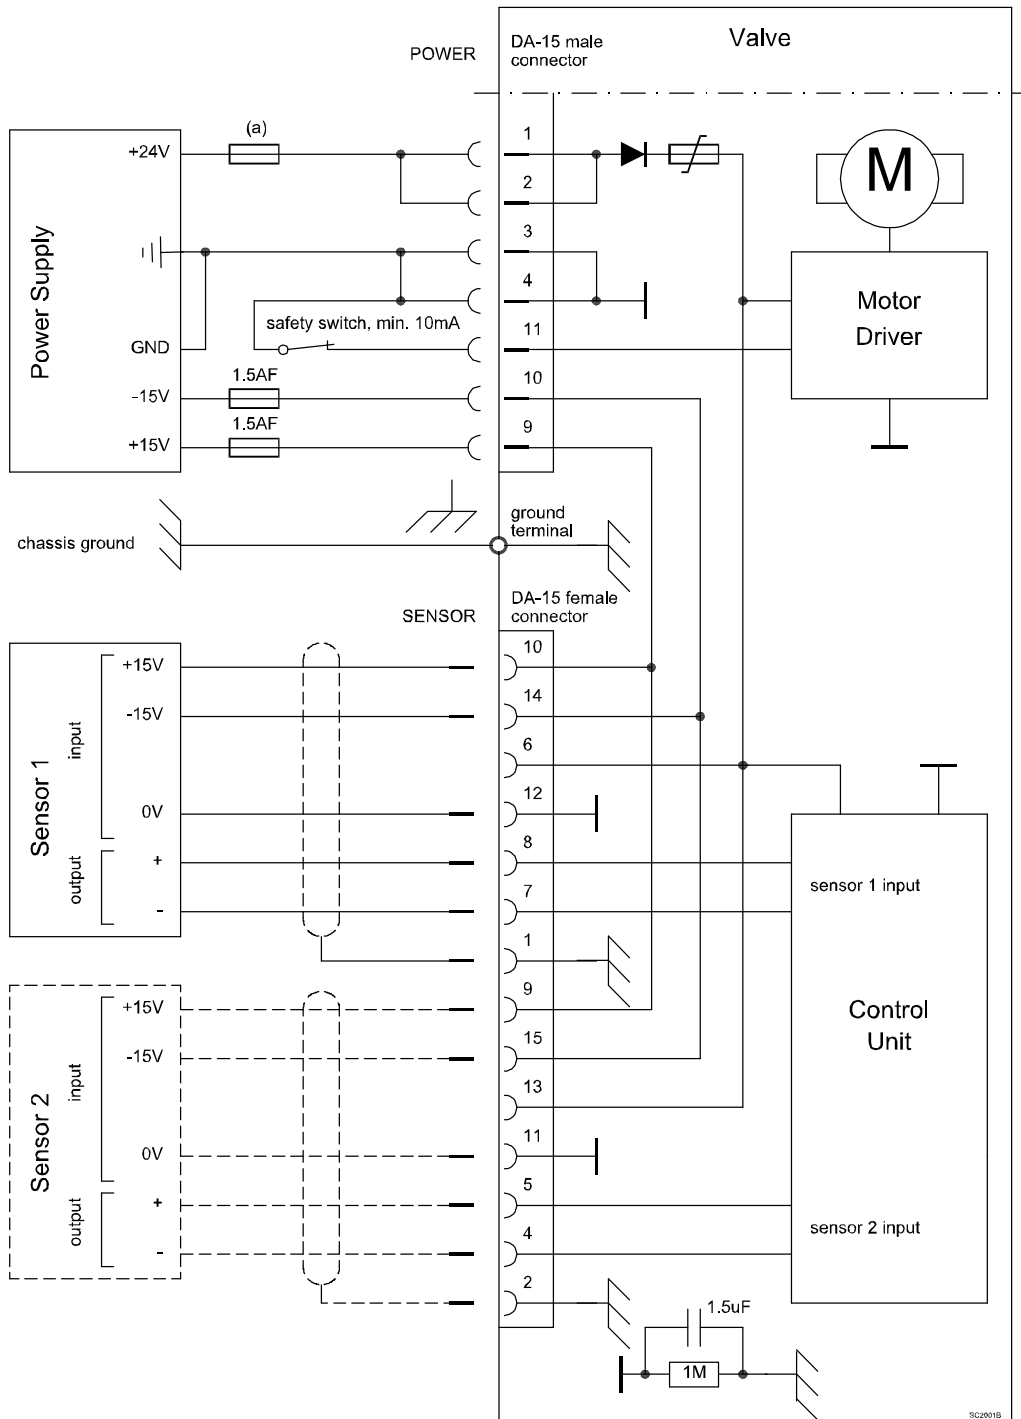 POWER
DA-15 male
connector
Valve
Power Supply
+24V
(a)
1
2
3
4
safety switch, min. 10mA
11
GND
10
-15V
1.5AF
9
+15V
1.5AF
M
Motor
Driver
chassis ground
ground
terminal
SENSOR
DA-15 female
connector
Sensor 1
input
+15V
-15V
0V
output
+
-
10
14
6
12
8
7
1
sensor 1 input
Control
Unit
Sensor 2
input
+15V
-15V
0V
output
+
-
9
15
13
11
5
4
2
sensor 2 input
1.5uF
1M
SC2001B